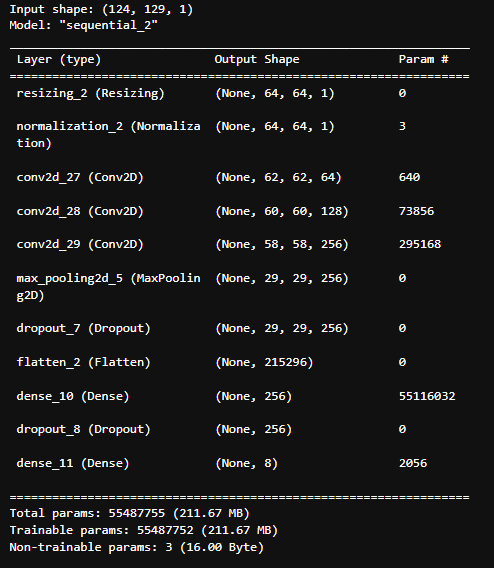 Input shape: (124, 129, 1)
Model: "sequential_2"
_________________________________________________________________
Layer (type) Output Shape Param #
=================================================================
resizing_2 (Resizing) (None, 64, 64, 1) 0
normalization_2 (Normaliza (None, 64, 64, 1) 3
tion)
conv2d_27 (Conv2D) (None, 62, 62, 64) 640
conv2d_28 (Conv2D) (None, 60, 60, 128) 73856
conv2d_29 (Conv2D) (None, 58, 58, 256) 295168
max_pooling2d_5 (MaxPoolin (None, 29, 29, 256) 0
g2D)
dropout_7 (Dropout) (None, 29, 29, 256) 0
flatten_2 (Flatten) (None, 215296) 0
dense_10 (Dense) (None, 256) 55116032
dropout_8 (Dropout) (None, 256) 0
dense_11 (Dense) (None, 8) 2056
=================================================================
Total params: 55487755 (211.67 MB)
Trainable params: 55487752 (211.67 MB)
Non-trainable params: 3 (16.00 Byte)